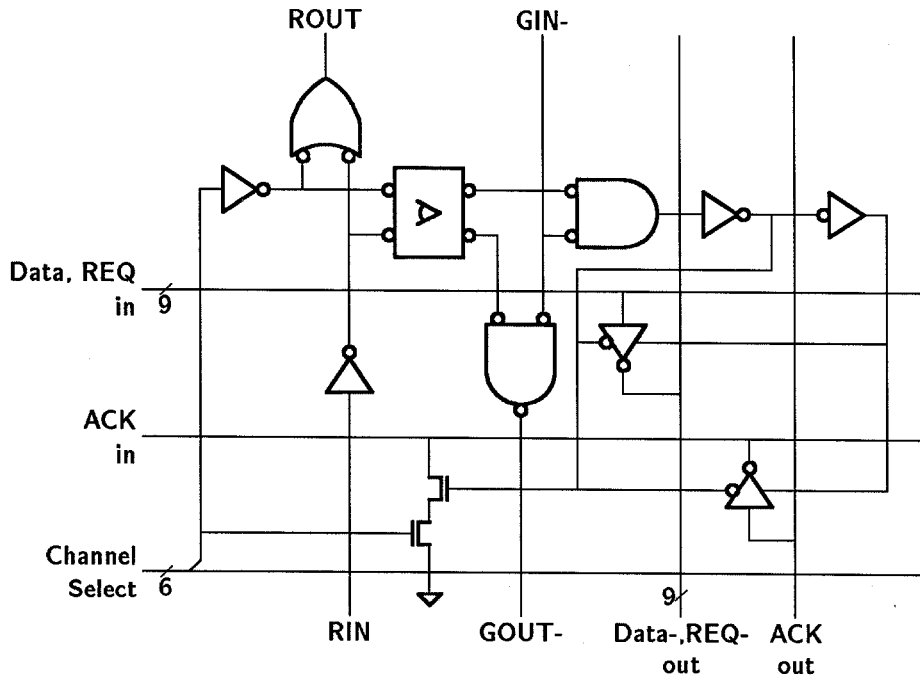 ROUT
GIN-
A
Data, REQ
in
9
ACK
in
Channel
Select
6
9
RIN
GOUT-
Data-,REQ-
out
ACK
out